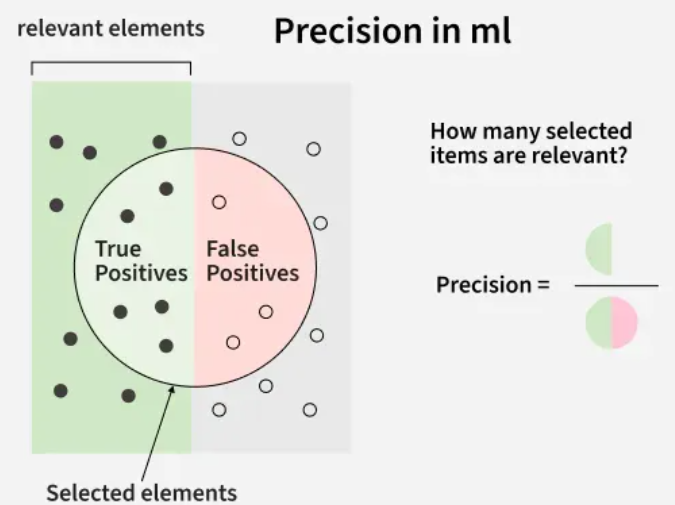 relevant elements
Precision in ml
How many selected
items are relevant?
True
Positives
False
Positives
Precision =
Selected elements